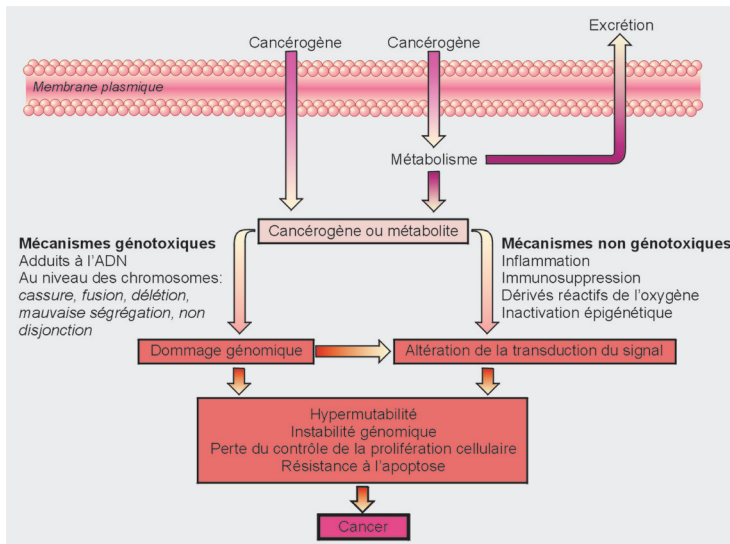 Excrétion
Cancérogène
Cancérogène
Membrane plasmique
Métabolisme
Cancérogène ou métabolite
Mécanismes génotoxiques
Adduits à l'ADN
Au niveau des chromosomes:
cassure, fusion, délétion,
mauvaise ségrégation, non
disjonction
Mécanismes non génotoxiques
Inflammation
Immunosuppression
Dérivés réactifs de l'oxygène
Inactivation épigénétique
Dommage génomique
Altération de la transduction du signal
Hypermutabilité
Instabilité génomique
Perte du contrôle de la prolifération cellulaire
Résistance à l'apoptose
Cancer